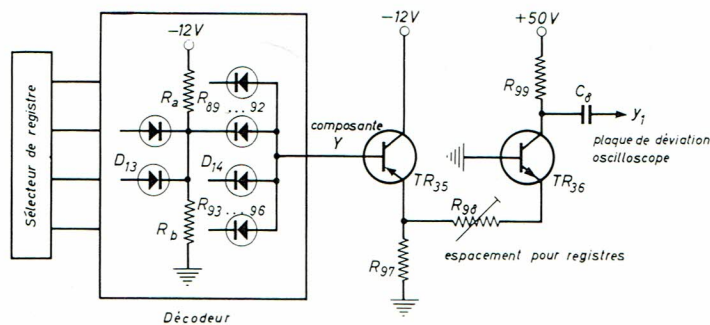 -12V
-12V
+50V
Sélecteur de registre
Ra
R89...92
R99
C8
y1
composante
Y
plaque de déviation
oscilloscope
D13
D14
TR35
TR36
R93...96
R98
Rb
R97
espacement pour registres
Décodeur